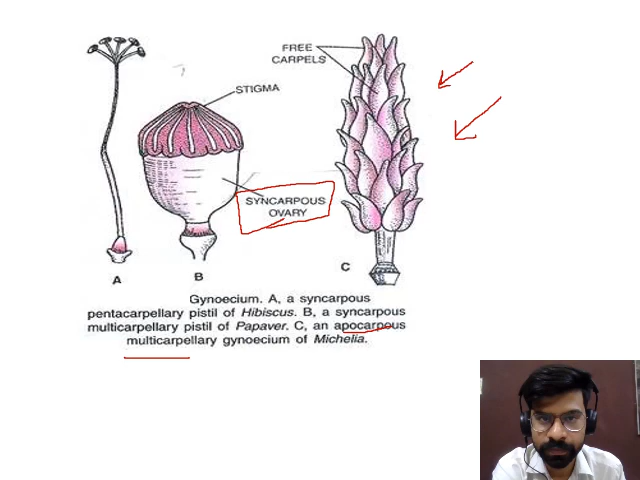 FREE
CARPELS
STIGMA
SYNCARPOUS
OVARY
A
B
C
Gynoecium. A, a syncarpous
pentacarpellary pistil of Hibiscus. B, a syncarpous
multicarpellary pistil of Papaver. C, an apocarpous
multicarpellary gynoecium of Michelia.